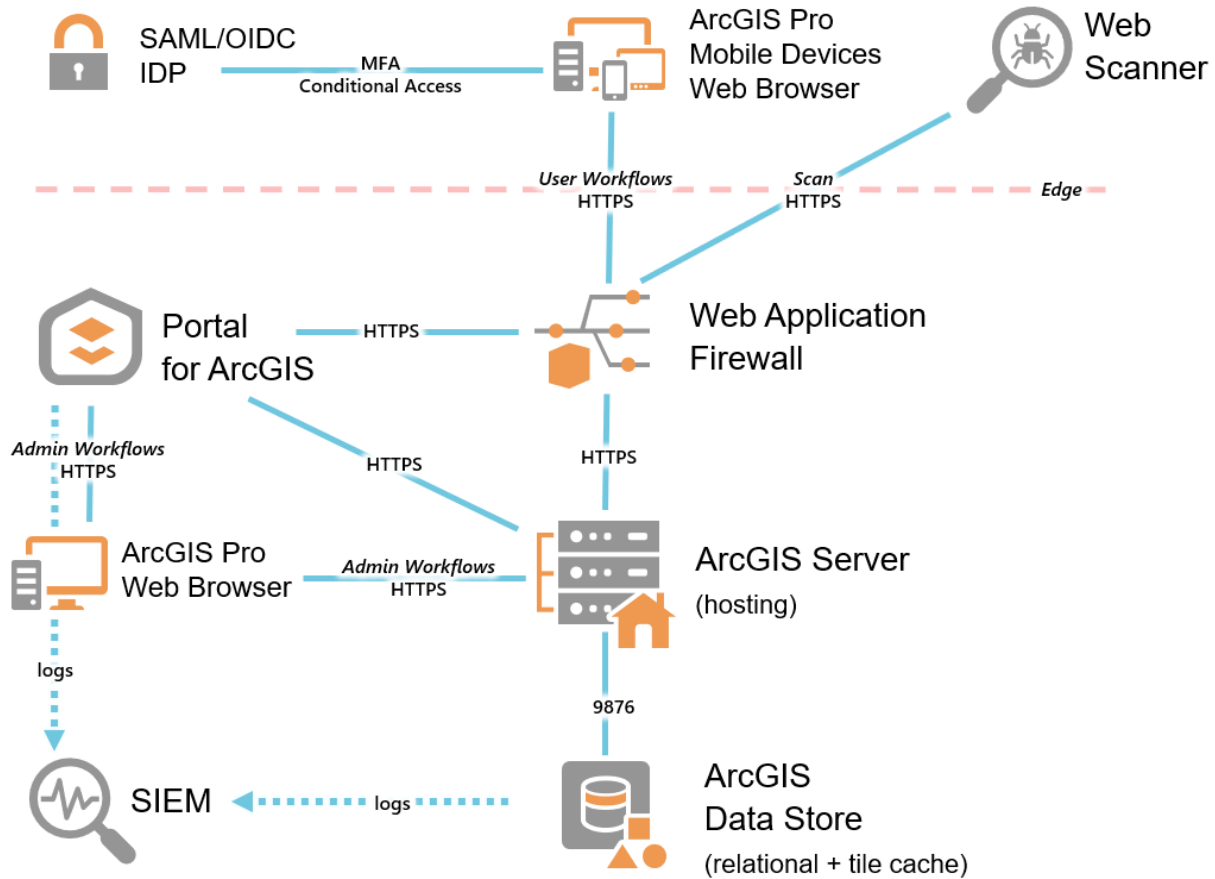 SAML/OIDC
IDP
MFA
Conditional Access
ArcGIS Pro
Mobile Devices
Web Browser
Web
Scanner
User Workflows
HTTPS
Scan
HTTPS
Edge
Portal
for ArcGIS
HTTPS
Web Application
Firewall
Admin Workflows
HTTPS
HTTPS
HTTPS
ArcGIS Pro
Web Browser
Admin Workflows
HTTPS
ArcGIS Server
(hosting)
logs
9876
SIEM
logs
ArcGIS
Data Store
(relational + tile cache)